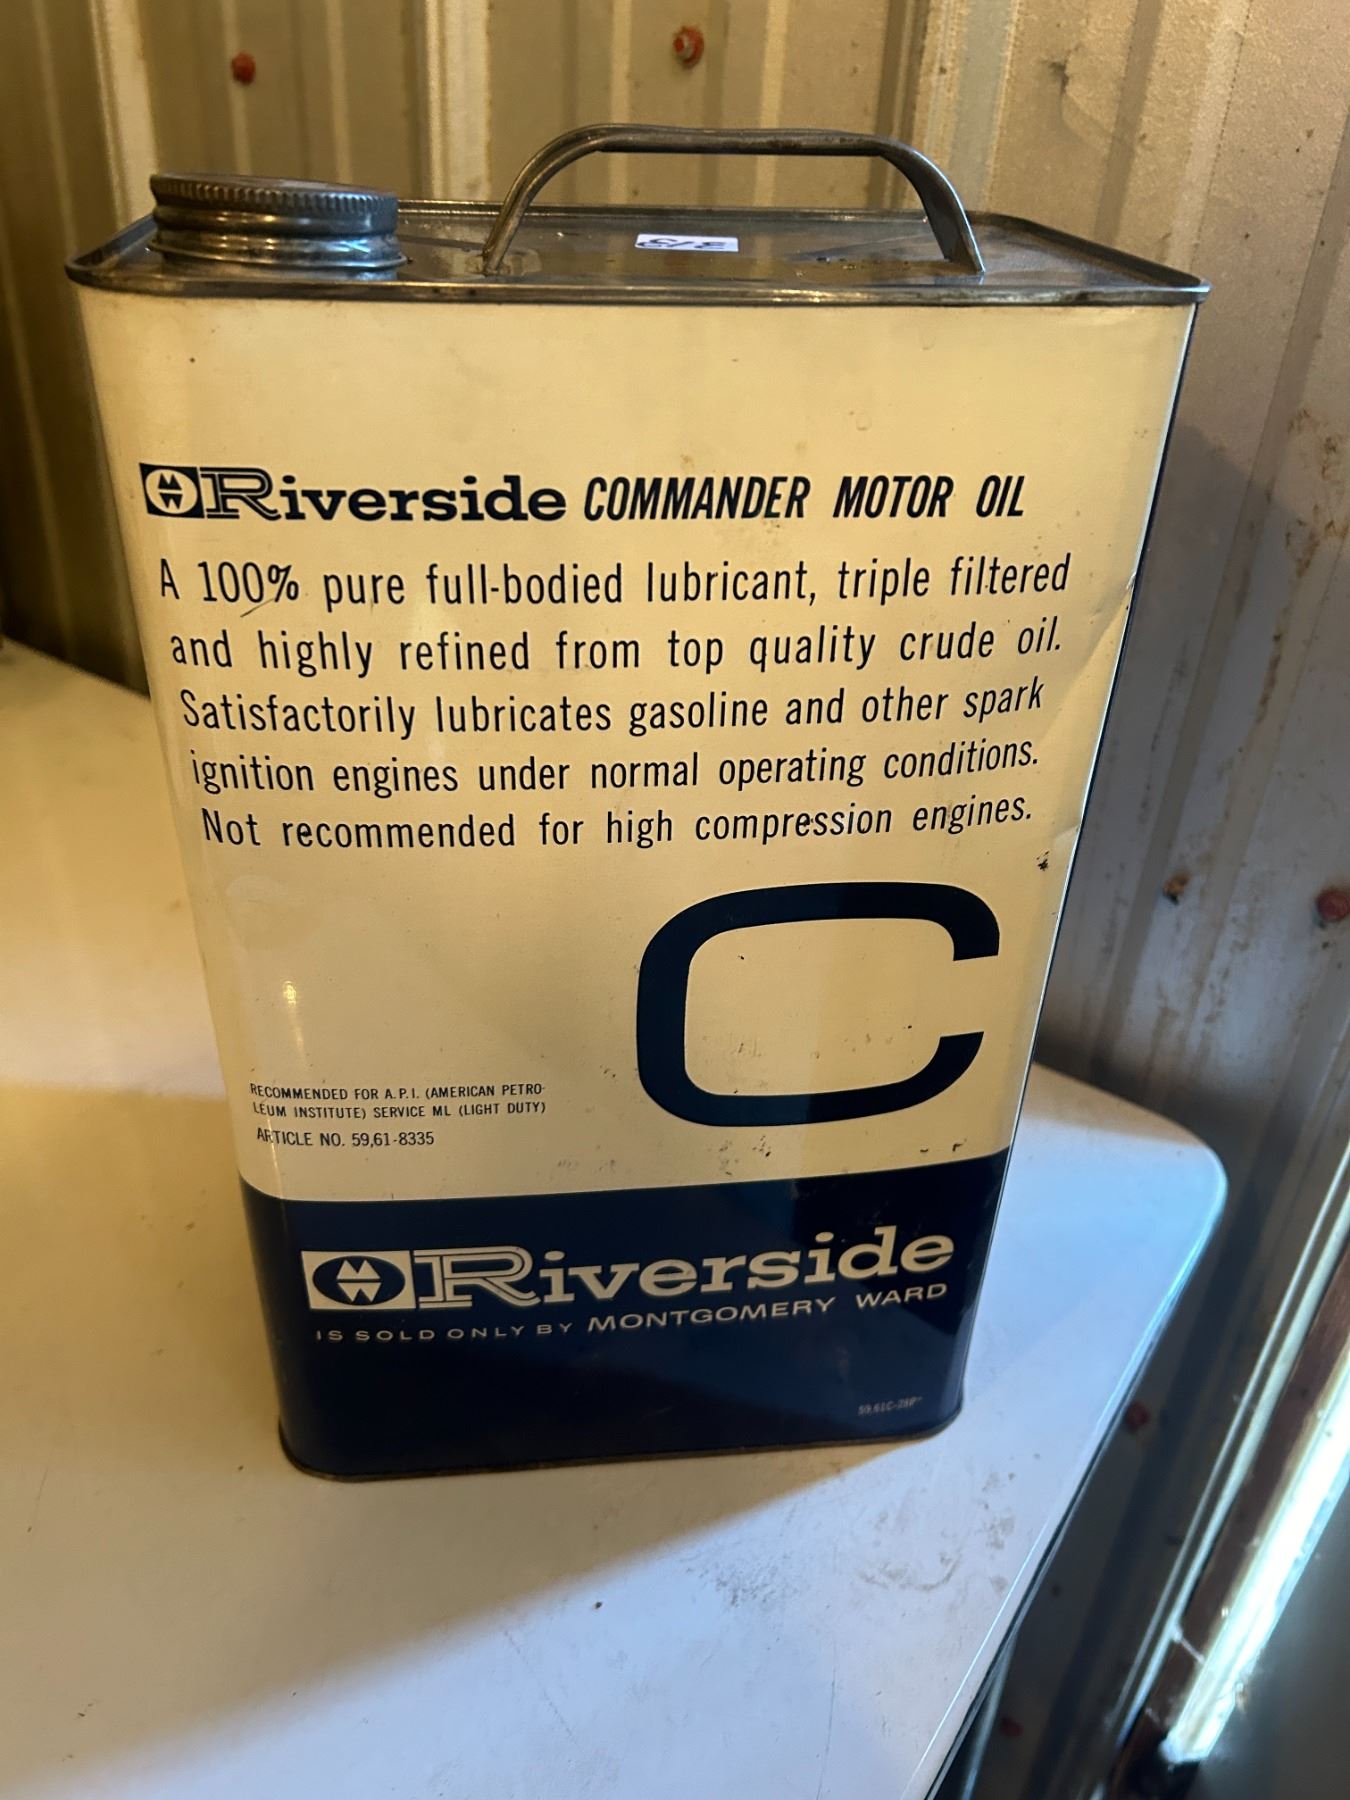 Riverside COMMANDER MOTOR OIL
A 100% pure full-bodied lubricant, triple filtered
and highly refined from top quality crude oil.
Satisfactorily lubricates gasoline and other spark
ignition engines under normal operating conditions.
Not recommended for high compression engines.
C
RECOMMENDED FOR A.P.I. (AMERICAN PETRO-
LEUM INSTITUTE) SERVICE ML (LIGHT DUTY)
ARTICLE NO. 59,61-8335
MW Riverside
IS SOLD ONLY BY MONTGOMERY WARD